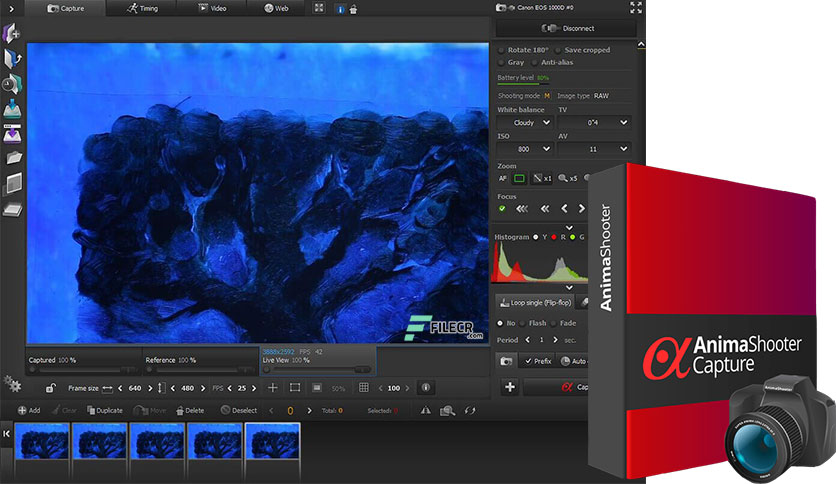 Capture Timing Video Web
Canon EOS 1000D #0
Disconnect
Rotate 180° Save cropped
Gray Anti-alias
Battery level 80%
Shooting mode M Image type RAW
White balance TV
Cloudy 0"4
ISO AV
800 11
Zoom
AF x1 x5
Focus
Histogram Y R G
Loop single (Flip-flop)
No Flash Fade
Period 1 sec.
Prefix Auto
Cap
FILECR
.com
3888x2592 FPS 42
Captured 100 % Reference 100 % Live View 100 %
Frame size 640 480 FPS 25 50% 100
Add Clear Duplicate Move Delete Deselect 0 Total: 0 Selected:
AnimaShooter
AnimaShooter
Capture
AnimaShooter